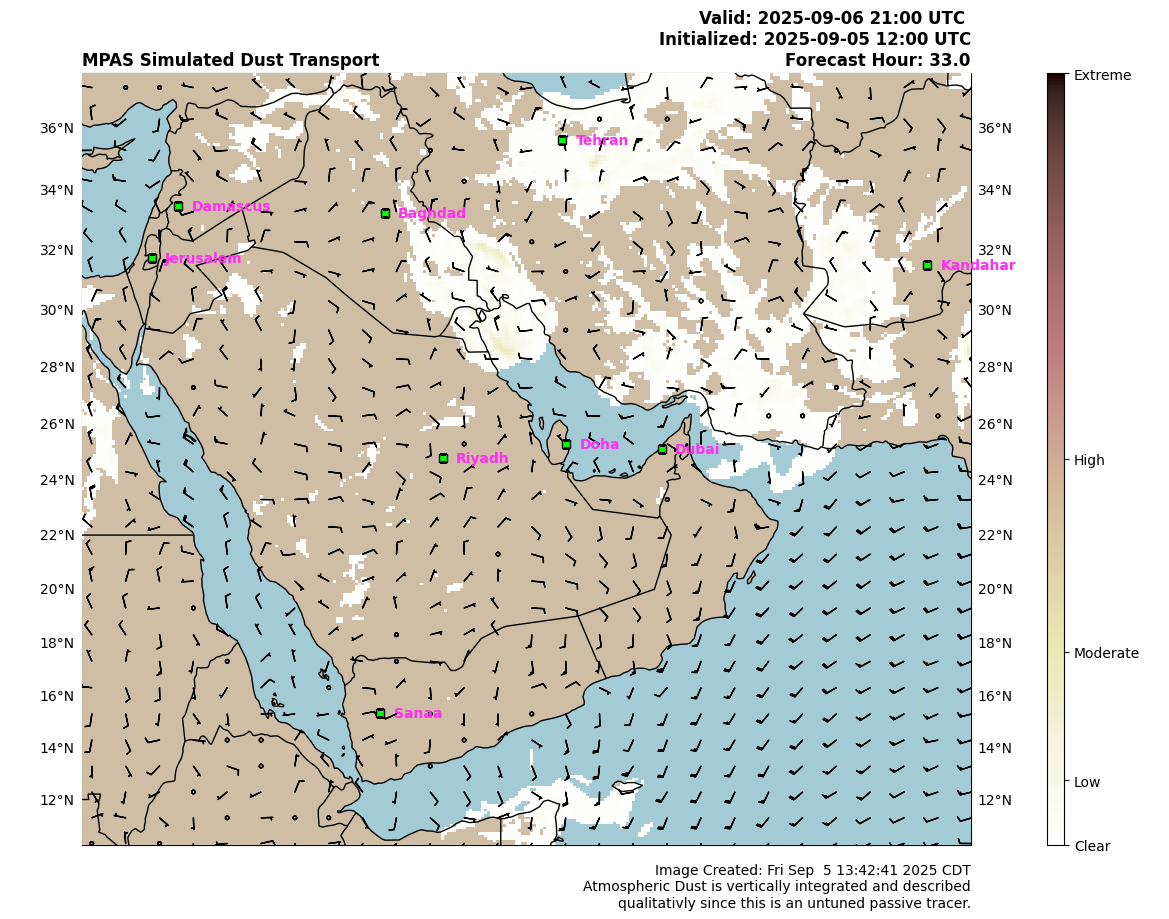 Valid: 2025-09-06 21:00 UTC
Initialized: 2025-09-05 12:00 UTC
MPAS Simulated Dust Transport
Forecast Hour: 33.0
Extreme
36°N
36°N
Tehran
34°N
34°N
Damascus
Baghdad
32°N
32°N
Jerusalem
Kandahar
30°N
30°N
28°N
28°N
26°N
26°N
Doha
Dubai
Riyadh
High
24°N
24°N
22°N
22°N
20°N
20°N
18°N
18°N
Moderate
16°N
16°N
Sanaa
14°N
14°N
Low
12°N
12°N
Clear
Image Created: Fri Sep  5 13:42:41 2025 CDT
Atmospheric Dust is vertically integrated and described
qualitativly since this is an untuned passive tracer.